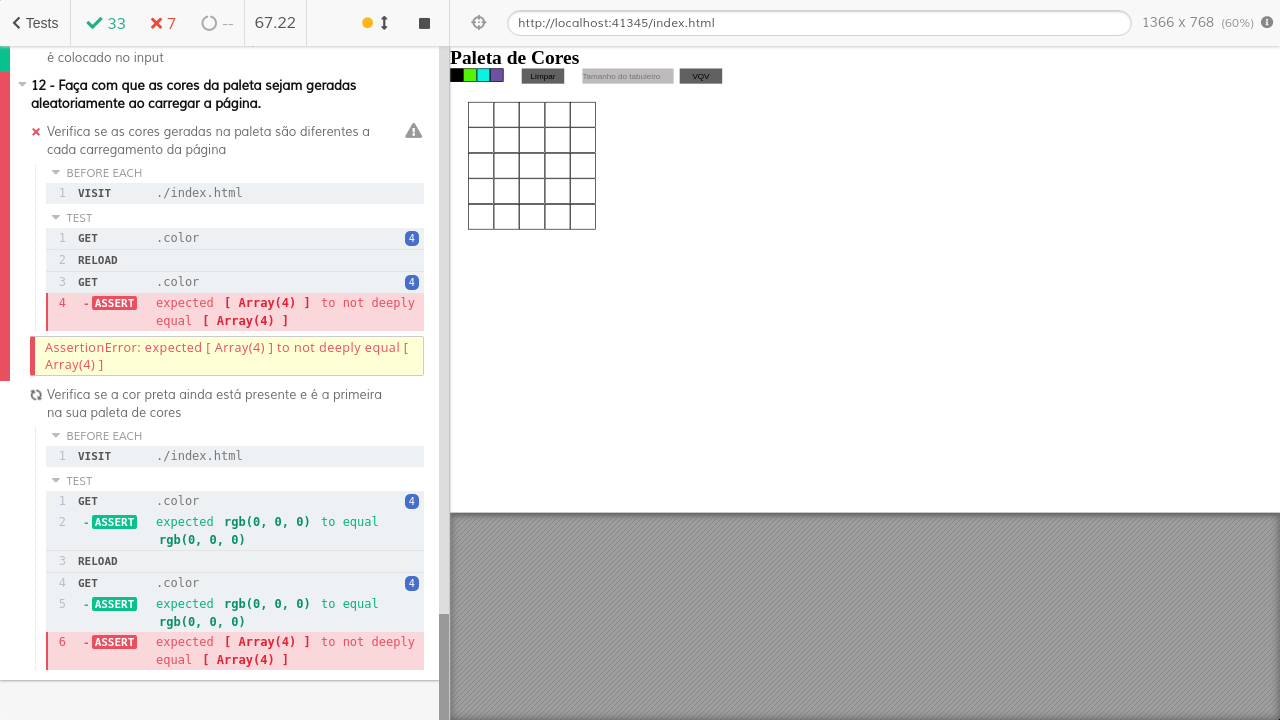 Tests
33
7
--
67.22
http://localhost:41345/index.html
1366 x 768 (60%)
é colocado no input
12 - Faça com que as cores da paleta sejam geradas
aleatoriamente ao carregar a página.
Verifica se as cores geradas na paleta são diferentes a
cada carregamento da página
BEFORE EACH
1 VISIT ./index.html
TEST
1 GET .color 4
2 RELOAD
3 GET .color 4
4 -ASSERT expected [ Array(4) ] to not deeply
equal [ Array(4) ]
AssertionError: expected [ Array(4) ] to not deeply equal [
Array(4) ]
Verifica se a cor preta ainda está presente e é a primeira
na sua paleta de cores
BEFORE EACH
1 VISIT ./index.html
TEST
1 GET .color 4
2 -ASSERT expected rgb(0, 0, 0) to equal
rgb(0, 0, 0)
3 RELOAD
4 GET .color 4
5 -ASSERT expected rgb(0, 0, 0) to equal
rgb(0, 0, 0)
6 -ASSERT expected [ Array(4) ] to not deeply
equal [ Array(4) ]
Paleta de Cores
Limpar
Tamanho do tabuleiro
VQV